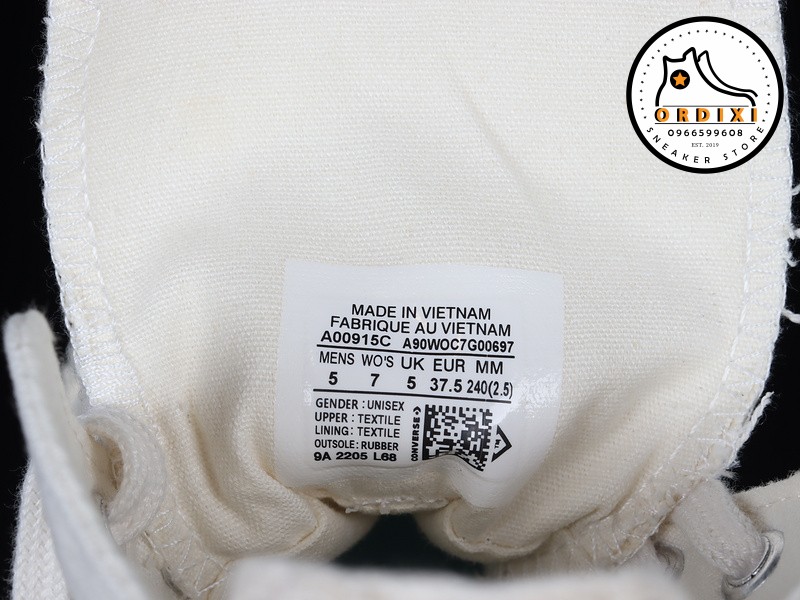 ORDIXI
0966599608
EST. 2019
SNEAKER STORE
MADE IN VIETNAM
FABRIQUE AU VIETNAM
A00915C A90WOC7G00697
MENS WO'S UK EUR MM
5 7 5 37.5 240(2.5)
GENDER : UNISEX
UPPER : TEXTILE
LINING: TEXTILE
OUTSOLE: RUBBER
9A 2205 L68
CONVERSE
TM